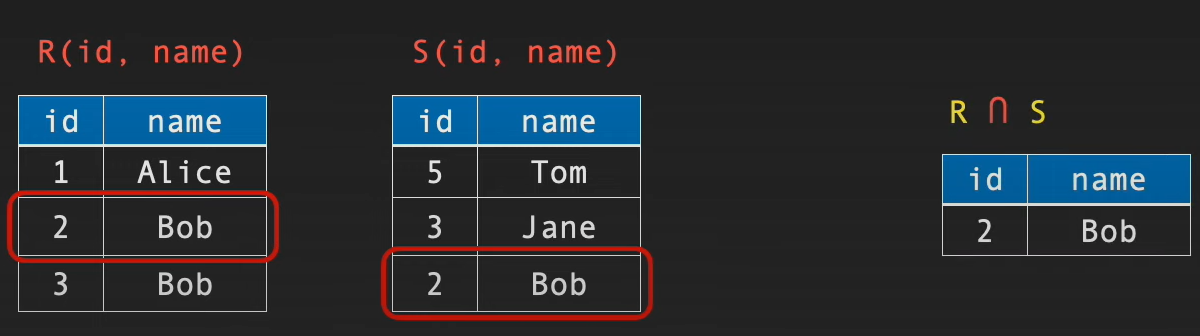 R(id, name)
id name
1 Alice
2 Bob
3 Bob
S(id, name)
id name
5 Tom
3 Jane
2 Bob
R ∩ S
id name
2 Bob